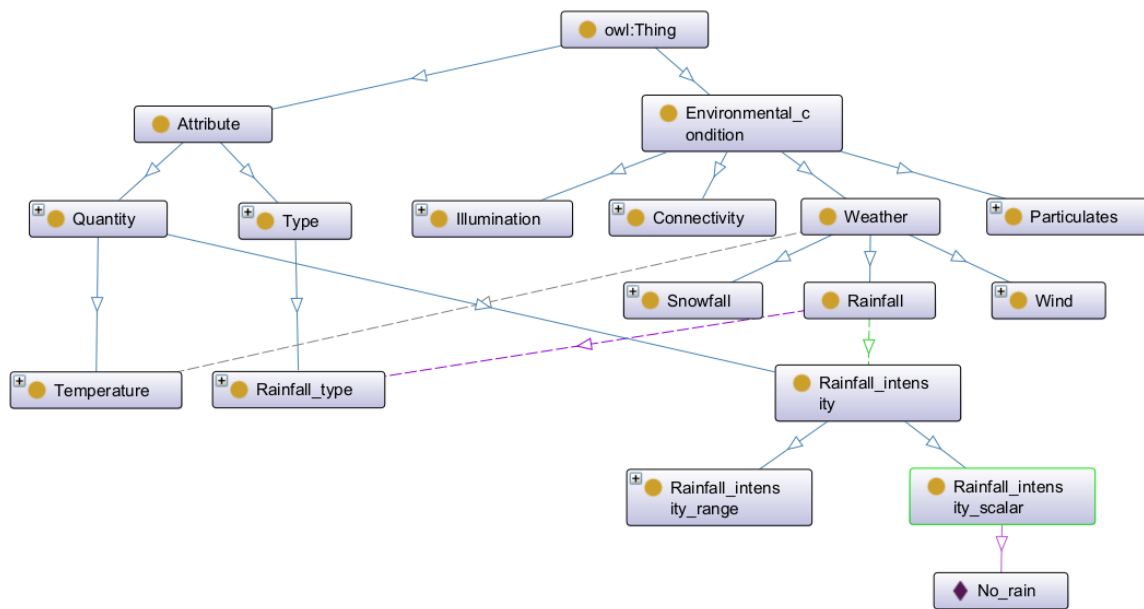 owl:Thing
Attribute
Environmental_c
ondition
Quantity
Type
Illumination
Connectivity
Weather
Particulates
Snowfall
Rainfall
Wind
Temperature
Rainfall_type
Rainfall_intens
ity
Rainfall_intens
ity_range
Rainfall_intens
ity_scalar
No_rain